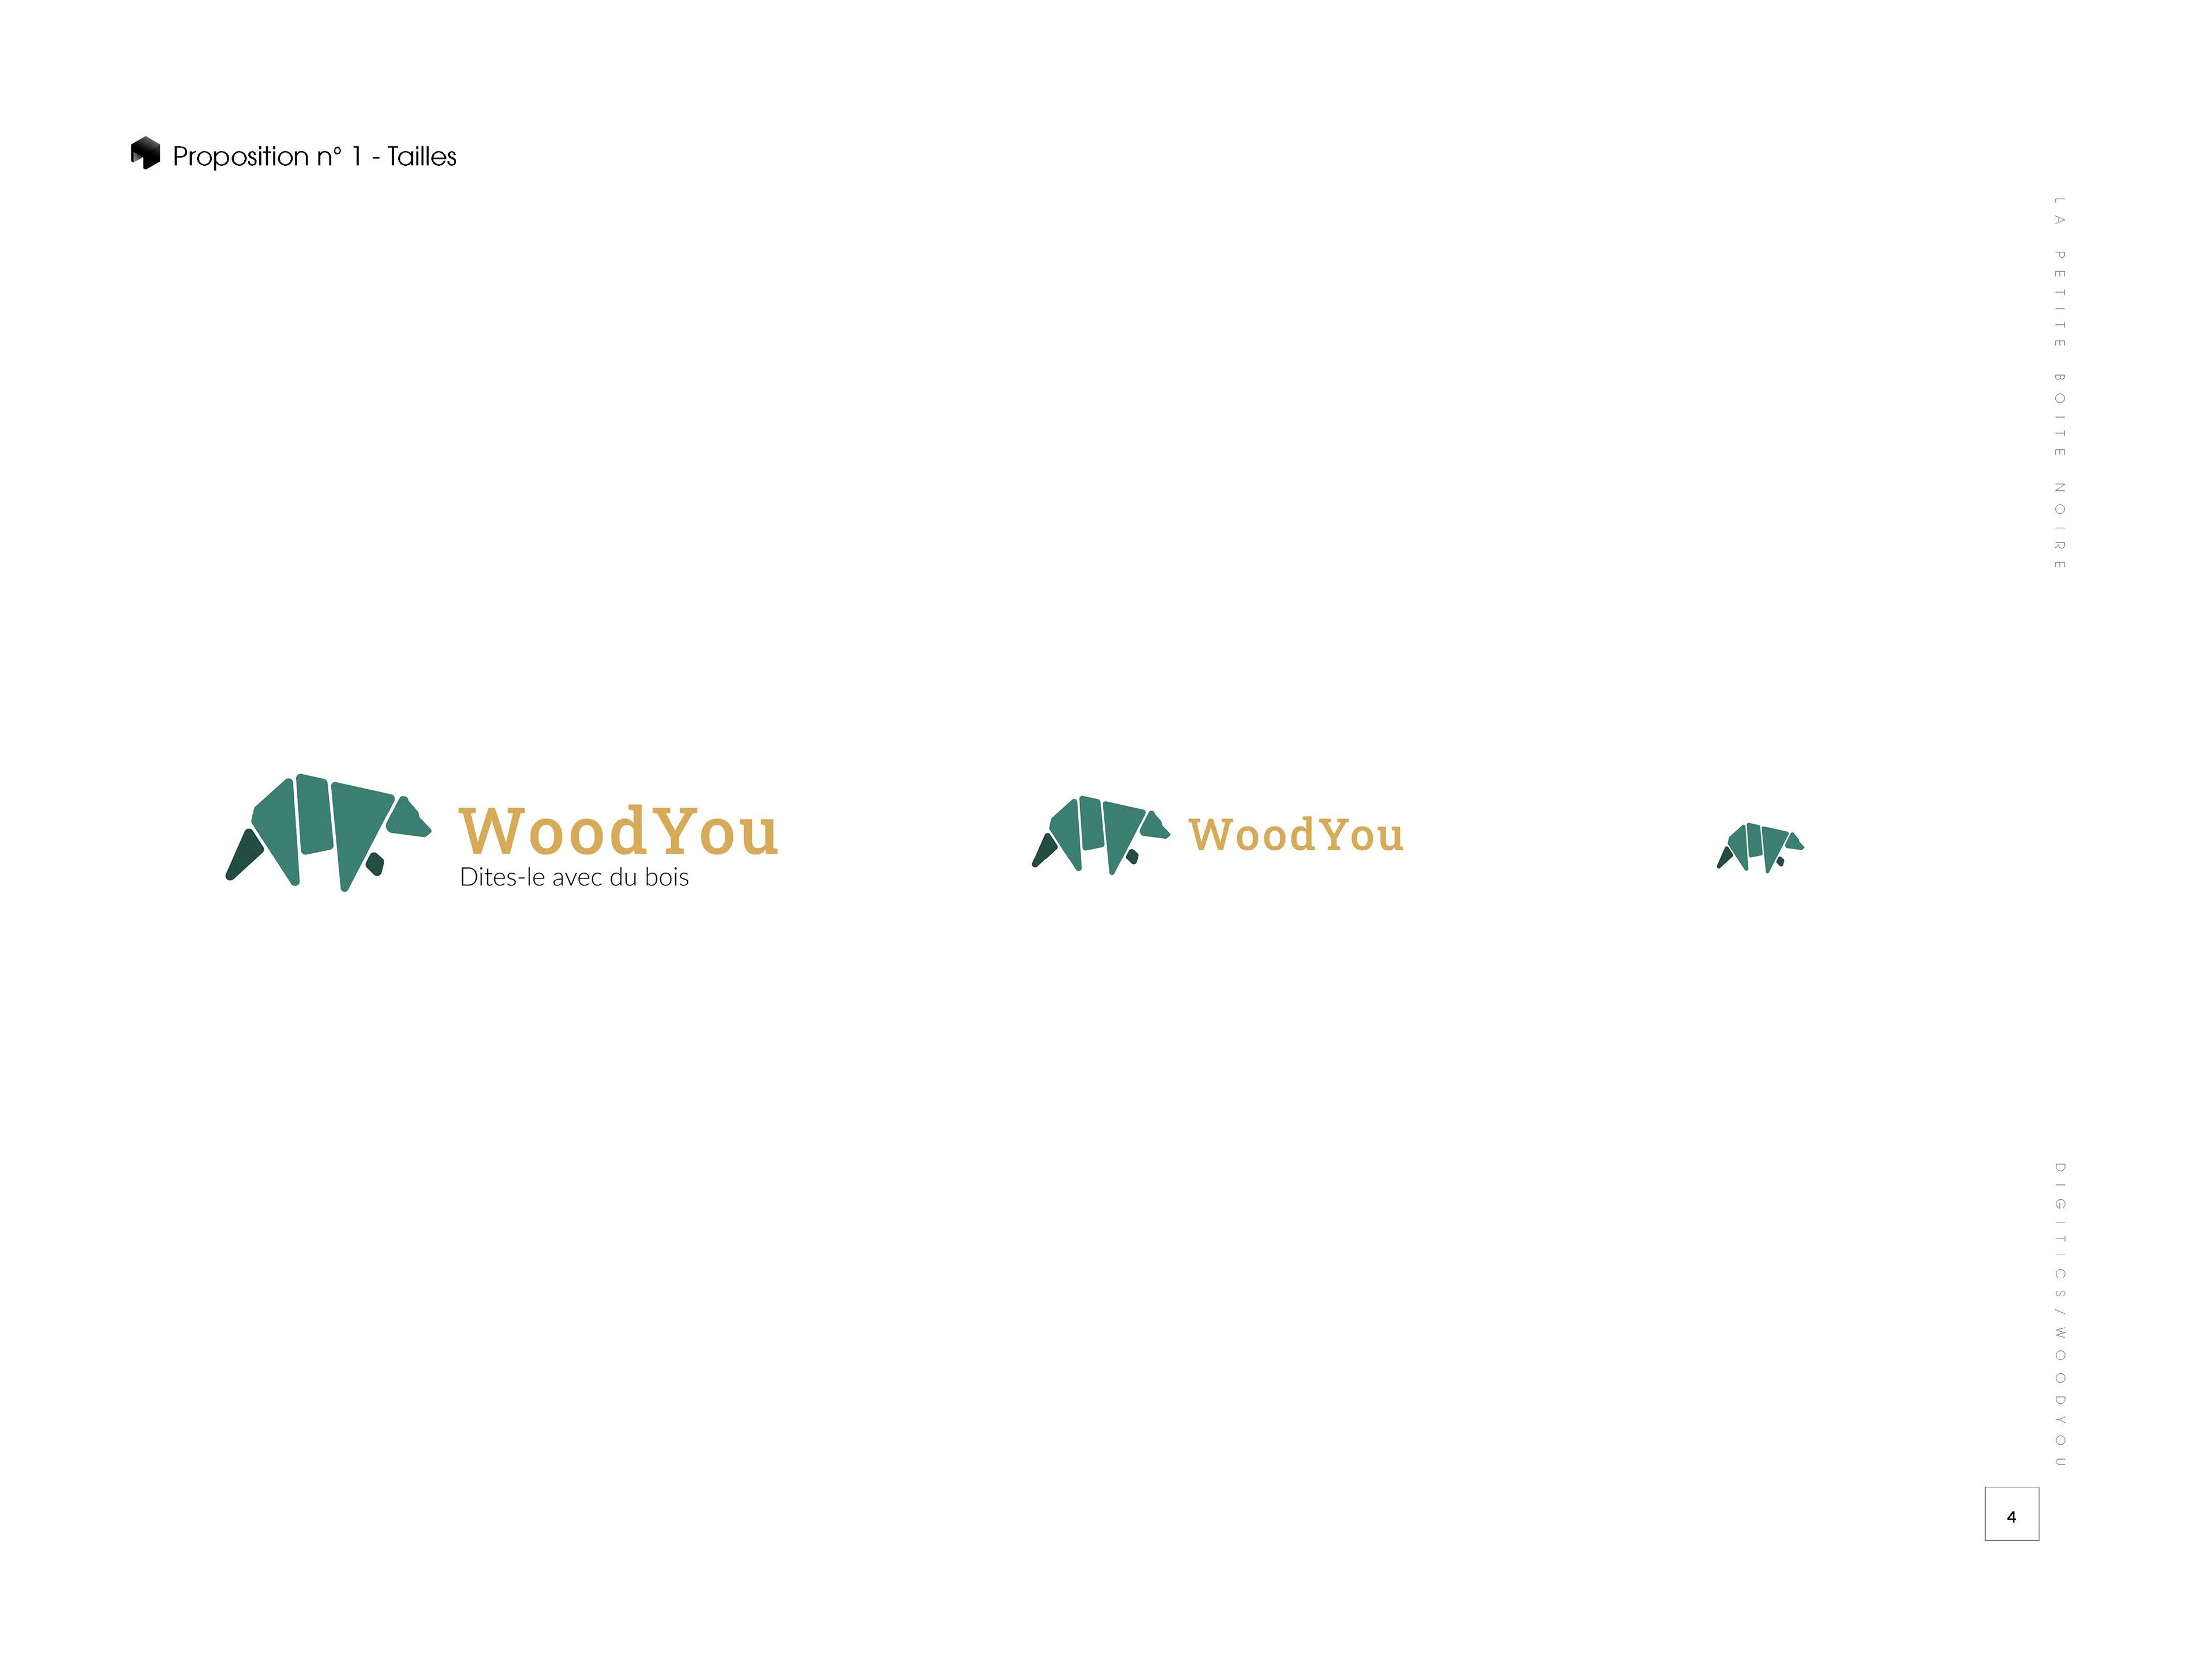 Proposition n° 1 - Tailles
LA PETITE BOITE NOIRE
WoodYou
Dites-le avec du bois
WoodYou
DIGITICS/WOODYOU
4